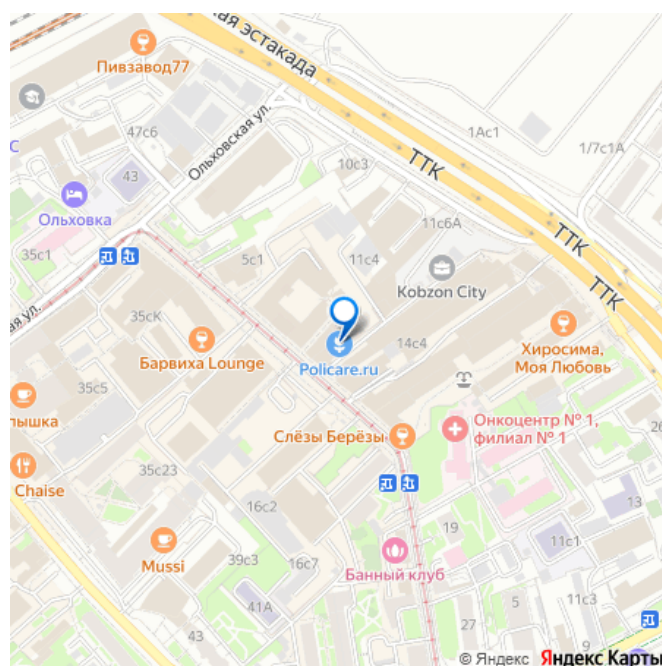 кая эстакада
Пивзавод77
Ольховская ул.
47с6
С
43
1Ас1
1/7с1А
ТТК
10с3
Ольховка
35с1
11с6А
ТТК
5с1
11с4
Kobzon City
ТТК
ая ул.
35сК
14с4
Барвиха Lounge
Policare.ru
Хиросима,
Моя Любовь
35с5
пышка
Слёзы Берёзы
Онкоцентр № 1,
филиал № 1
26
35с23
Chaise
16с2
13
19
11с1
Mussi
39с3
16с7
Банный клуб
41А
5
11с3
27
© Яндекс Яндекс Карты